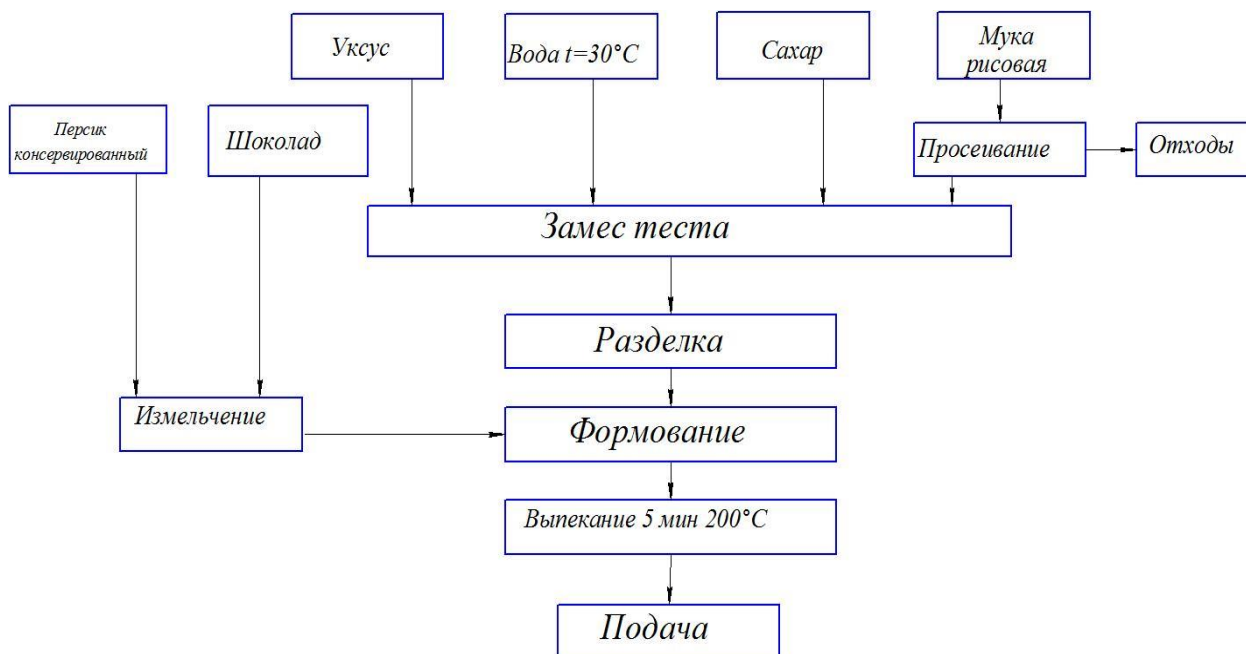 Уксус
Вода t=30°C
Сахар
Мука
рисовая
Персик
консервированный
Шоколад
Просеивание
Отходы
Замес теста
Разделка
Измельчение
Формование
Выпекание 5 мин 200°C
Подача